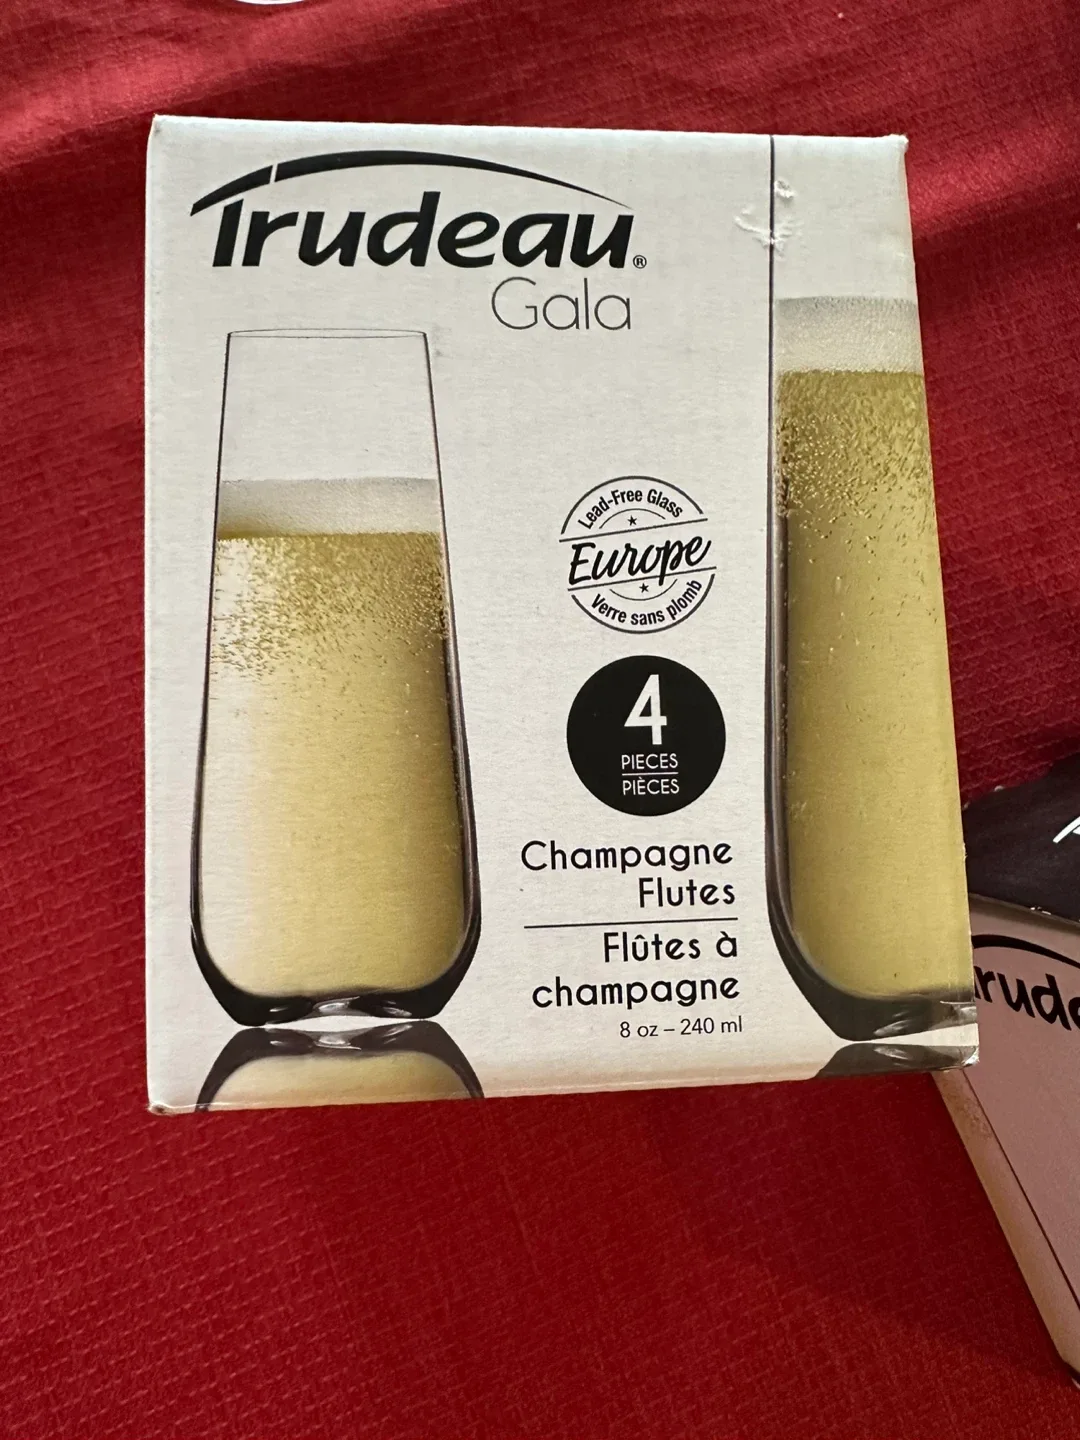 Trudeau®
Gala
Lead-Free Glass
Europe
Verre sans plomb
4
PIECES
PIÈCES
Champagne
Flutes
Flûtes à
champagne
8 oz – 240 ml